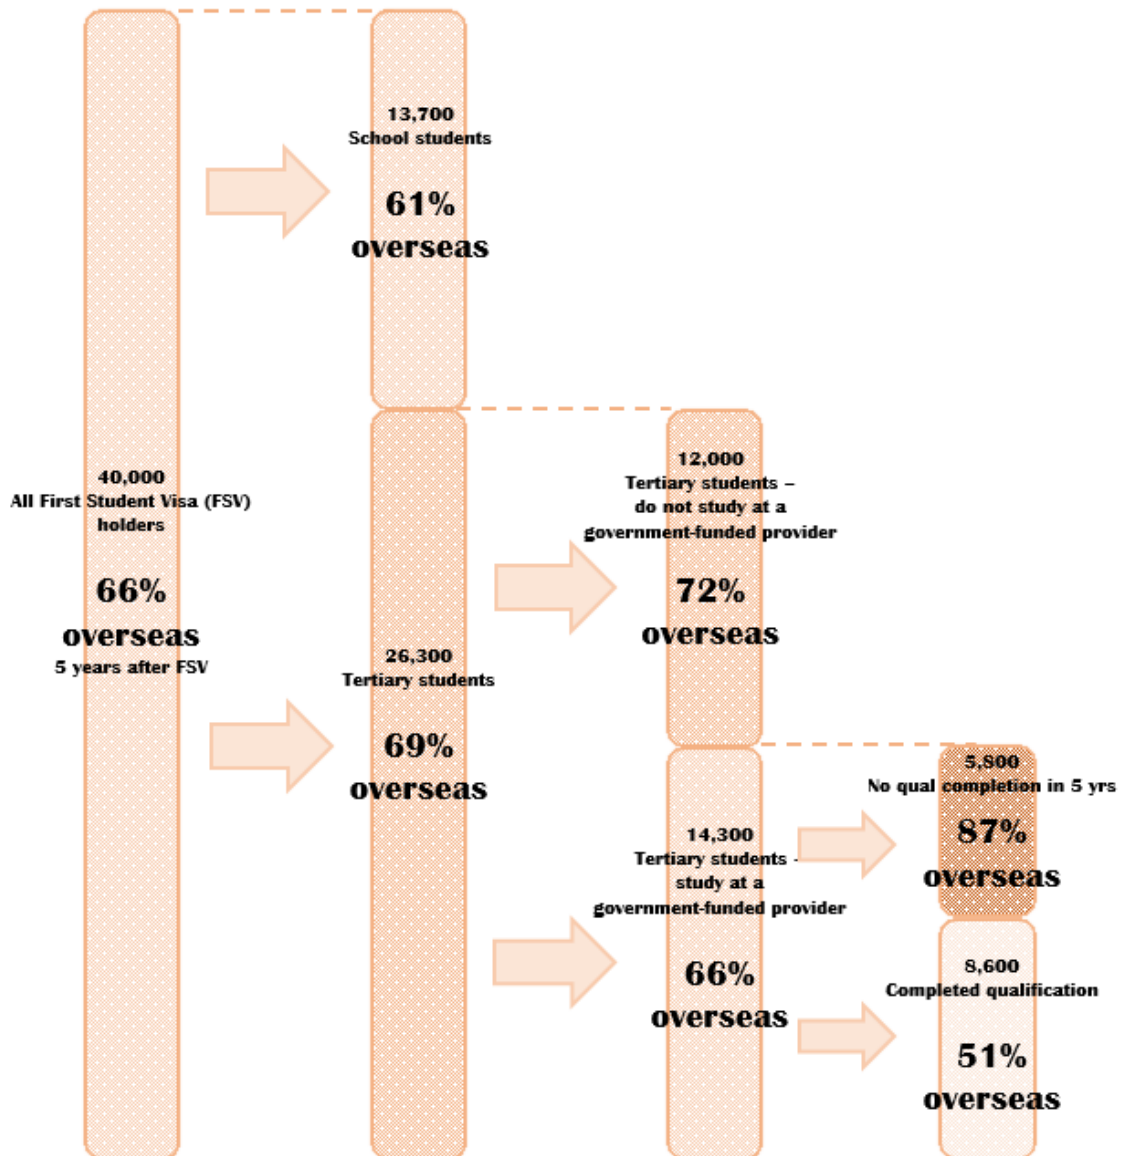 40,000
All First Student Visa (FSV)
holders
66%
overseas
5 years after FSV
13,700
School students
61%
overseas
26,300
Tertiary students
69%
overseas
12,000
Tertiary students –
do not study at a
government-funded provider
72%
overseas
14,300
Tertiary students -
study at a
government-funded provider
66%
overseas
5,800
No qual completion in 5 yrs
87%
overseas
8,600
Completed qualification
51%
overseas